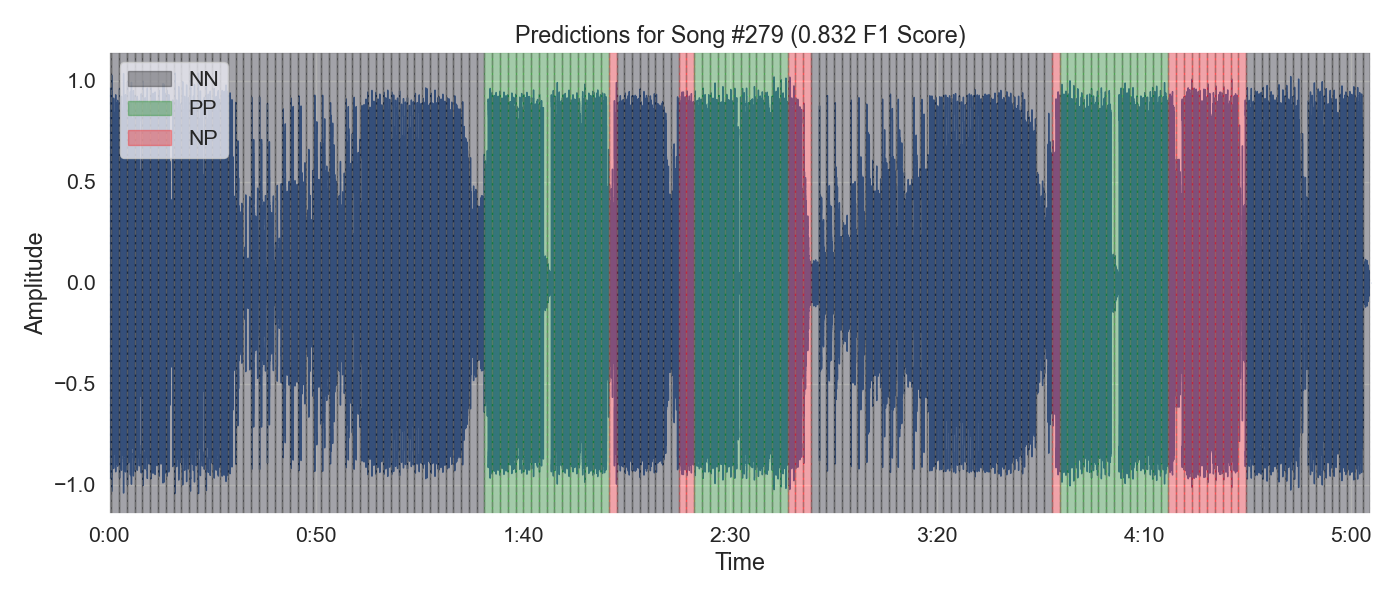 Predictions for Song #279 (0.832 F1 Score)
NN
PP
NP
1.0
0.5
0.0
−0.5
−1.0
Amplitude
0:00 0:50 1:40 2:30 3:20 4:10 5:00
Time